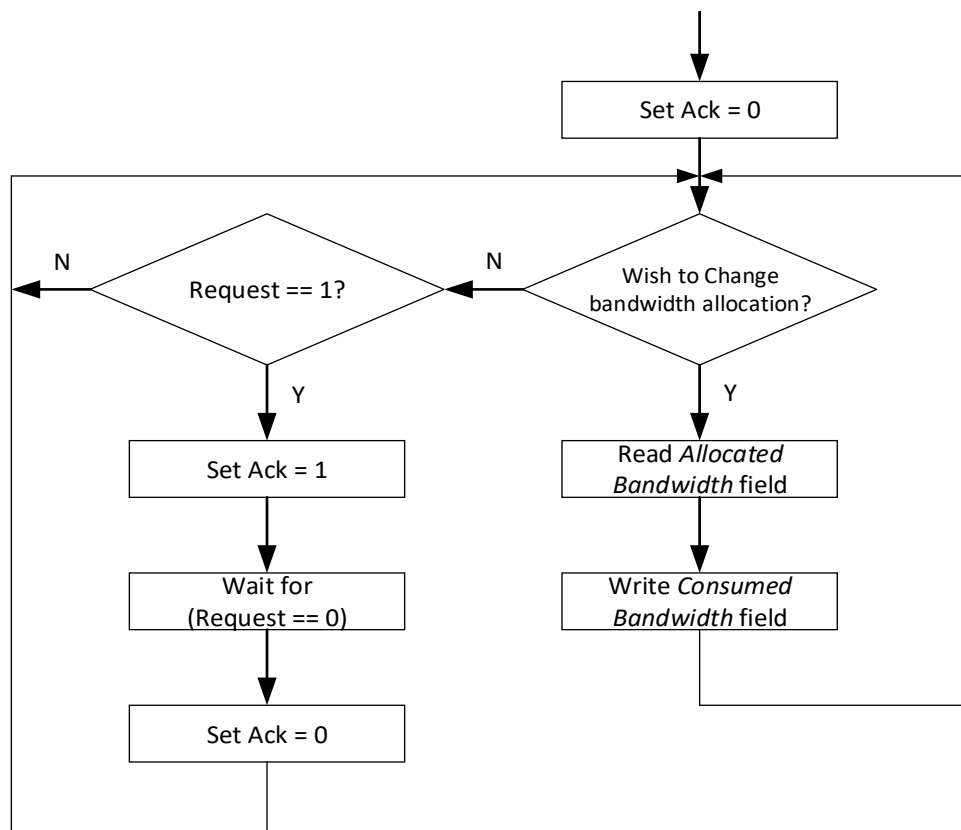 Set Ack = 0
N
N
Request == 1?
Wish to Change
bandwidth allocation?
Y
Y
Set Ack = 1
Read Allocated
Bandwidth field
Wait for
(Request == 0)
Write Consumed
Bandwidth field
Set Ack = 0